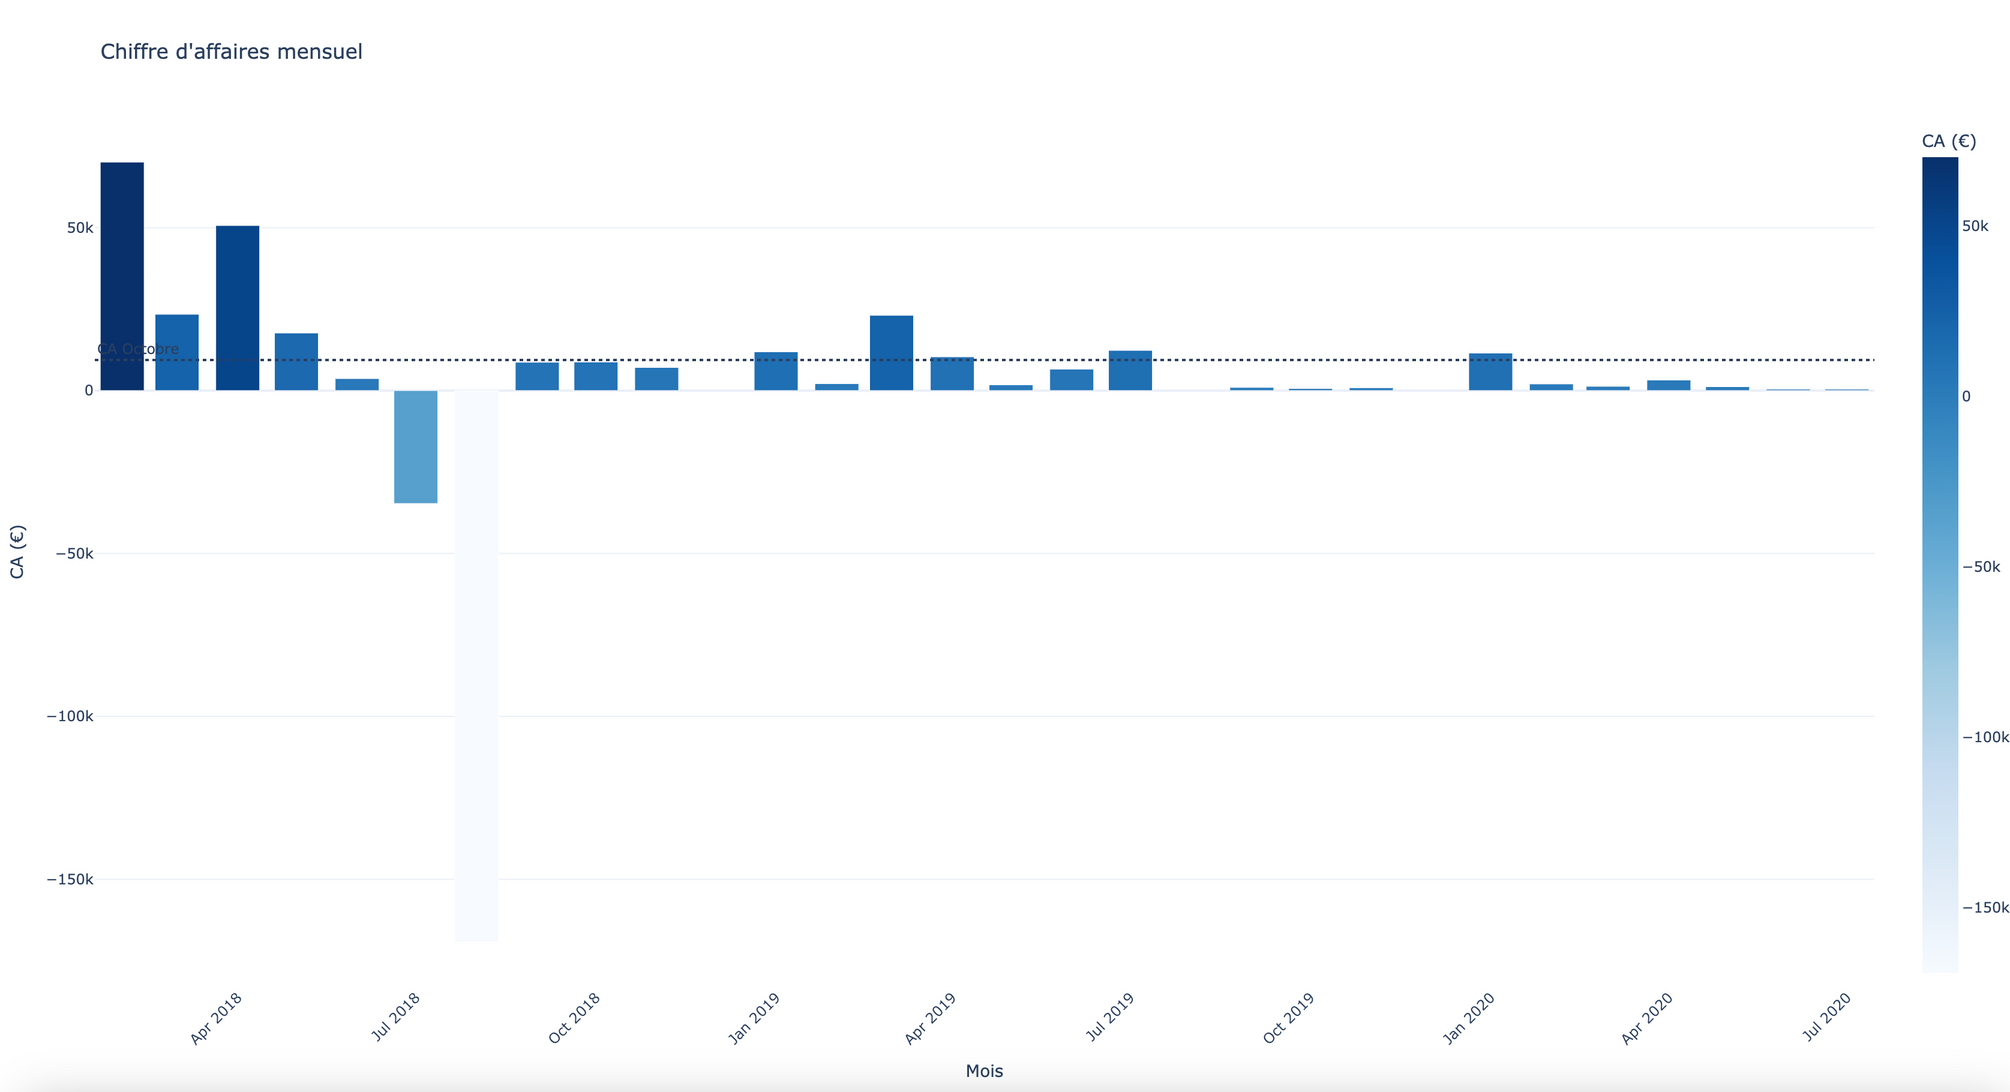 Chiffre d'affaires mensuel
CA (€)
50k
0
−50k
−100k
−150k
CA Octobre
CA (€)
50k
0
−50k
−100k
−150k
Apr 2018
Jul 2018
Oct 2018
Jan 2019
Apr 2019
Jul 2019
Oct 2019
Jan 2020
Apr 2020
Jul 2020
Mois